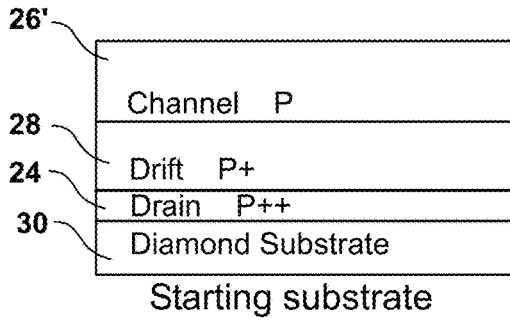 26'
Channel P
28
Drift P+
24
Drain P++
30
Diamond Substrate
Starting substrate